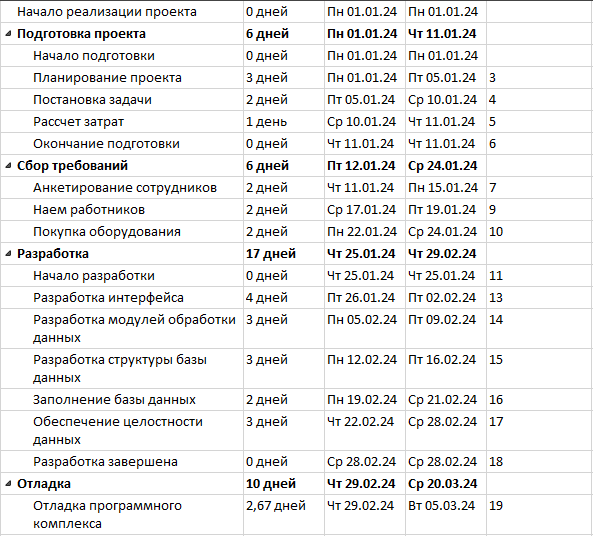 Начало реализации проекта 0 дней Пн 01.01.24 Пн 01.01.24
Подготовка проекта 6 дней Пн 01.01.24 Чт 11.01.24
Начало подготовки 0 дней Пн 01.01.24 Пн 01.01.24
Планирование проекта 3 дней Пн 01.01.24 Пт 05.01.24 3
Постановка задачи 2 дней Пт 05.01.24 Ср 10.01.24 4
Рассчет затрат 1 день Ср 10.01.24 Чт 11.01.24 5
Окончание подготовки 0 дней Чт 11.01.24 Чт 11.01.24 6
Сбор требований 6 дней Пт 12.01.24 Ср 24.01.24
Анкетирование сотрудников 2 дней Чт 11.01.24 Пн 15.01.24 7
Наем работников 2 дней Ср 17.01.24 Пт 19.01.24 9
Покупка оборудования 2 дней Пн 22.01.24 Ср 24.01.24 10
Разработка 17 дней Чт 25.01.24 Чт 29.02.24
Начало разработки 0 дней Чт 25.01.24 Чт 25.01.24 11
Разработка интерфейса 4 дней Пт 26.01.24 Пт 02.02.24 13
Разработка модулей обработки 3 дней Пн 05.02.24 Пт 09.02.24 14
данных
Разработка структуры базы 3 дней Пн 12.02.24 Пт 16.02.24 15
данных
Заполнение базы данных 2 дней Пн 19.02.24 Ср 21.02.24 16
Обеспечение целостности 3 дней Чт 22.02.24 Ср 28.02.24 17
данных
Разработка завершена 0 дней Ср 28.02.24 Ср 28.02.24 18
Отладка 10 дней Чт 29.02.24 Ср 20.03.24
Отладка программного 2,67 дней Чт 29.02.24 Вт 05.03.24 19
комплекса